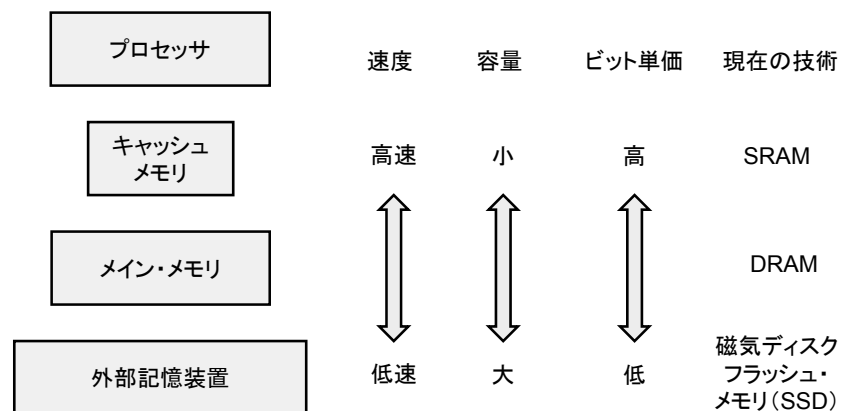 プロセッサ
速度 容量 ビット単価 現在の技術
キャッシュ
メモリ
高速 小 高 SRAM
メイン・メモリ
DRAM
外部記憶装置
低速 大 低
磁気ディスク
フラッシュ・
メモリ（SSD）